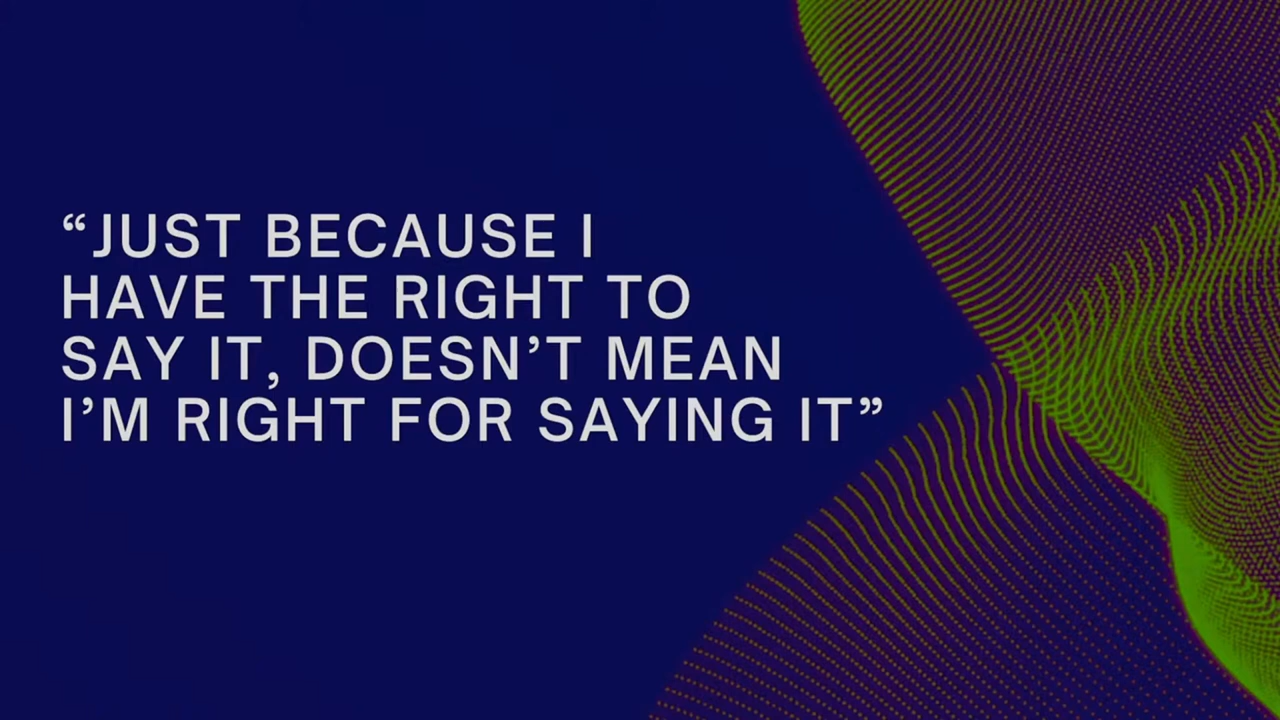 “JUST BECAUSE I
HAVE THE RIGHT TO
SAY IT, DOESN’T MEAN
I’M RIGHT FOR SAYING IT”